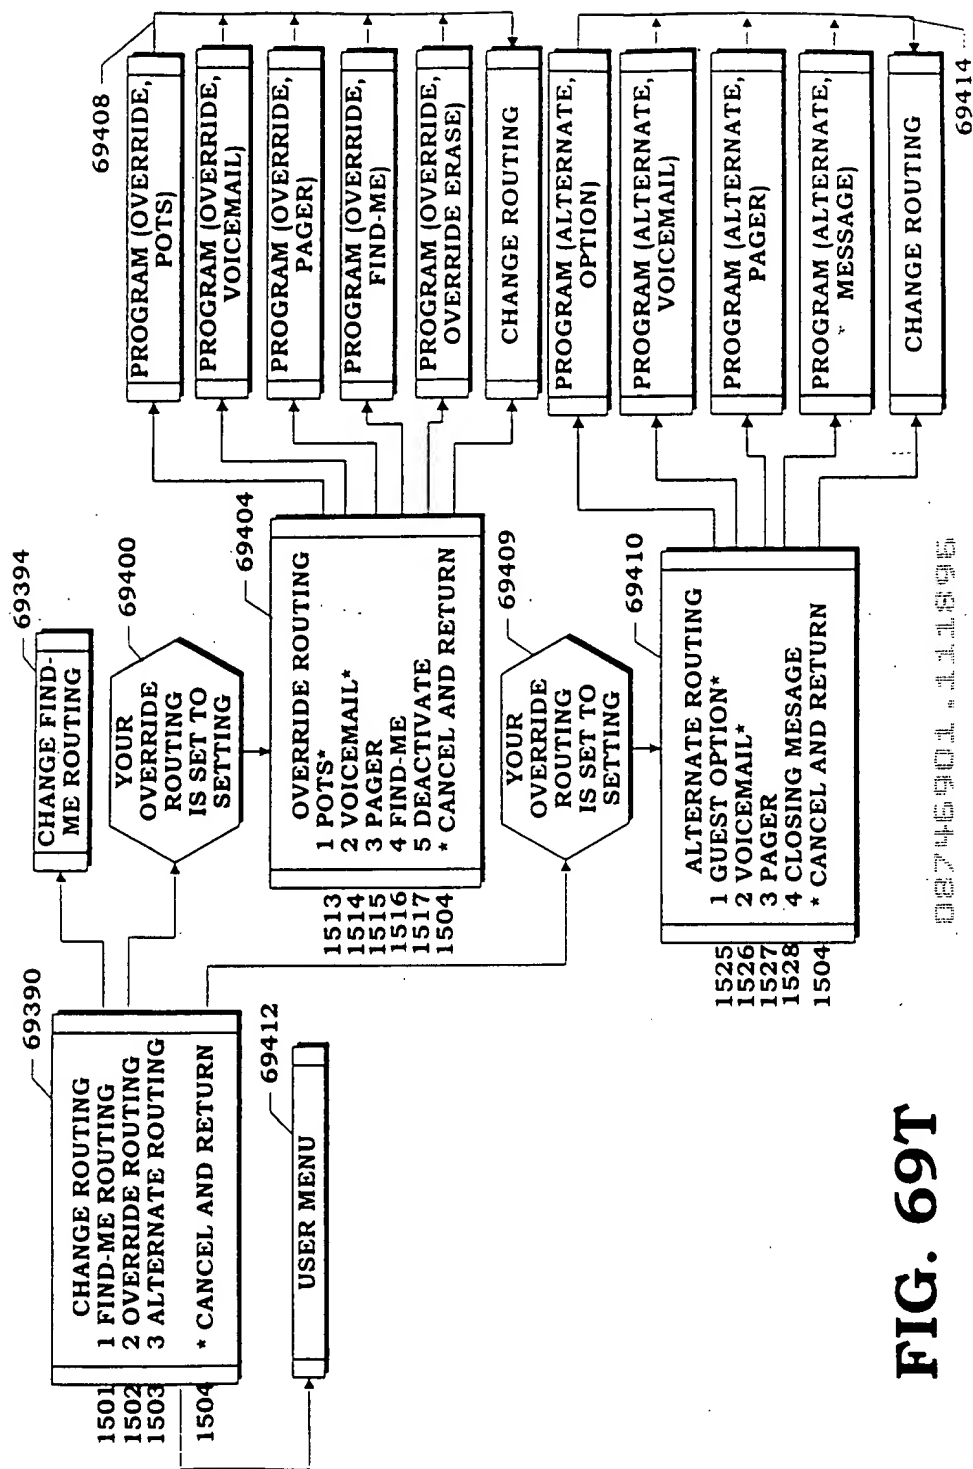 69390
CHANGE ROUTING
1501 1 FIND-ME ROUTING
1502 2 OVERRIDE ROUTING
1503 3 ALTERNATE ROUTING
1504 * CANCEL AND RETURN
69412
USER MENU
69394
CHANGE FIND-
ME ROUTING
69400
YOUR
OVERRIDE
ROUTING
IS SET TO
SETTING
69404
OVERRIDE ROUTING
1513 1 POTS*
1514 2 VOICEMAIL*
1515 3 PAGER
1516 4 FIND-ME
1517 5 DEACTIVATE
1504 * CANCEL AND RETURN
69409
YOUR
OVERRIDE
ROUTING
IS SET TO
SETTING
69410
ALTERNATE ROUTING
1525 1 GUEST OPTION*
1526 2 VOICEMAIL*
1527 3 PAGER
1528 4 CLOSING MESSAGE
1504 * CANCEL AND RETURN
69408
PROGRAM (OVERRIDE,
POTS)
PROGRAM (OVERRIDE,
VOICEMAIL)
PROGRAM (OVERRIDE,
PAGER)
PROGRAM (OVERRIDE,
FIND-ME)
PROGRAM (OVERRIDE,
OVERRIDE ERASE)
CHANGE ROUTING
PROGRAM (ALTERNATE,
OPTION)
PROGRAM (ALTERNATE,
VOICEMAIL)
PROGRAM (ALTERNATE,
PAGER)
PROGRAM (ALTERNATE,
MESSAGE)
CHANGE ROUTING
69414
FIG. 69T